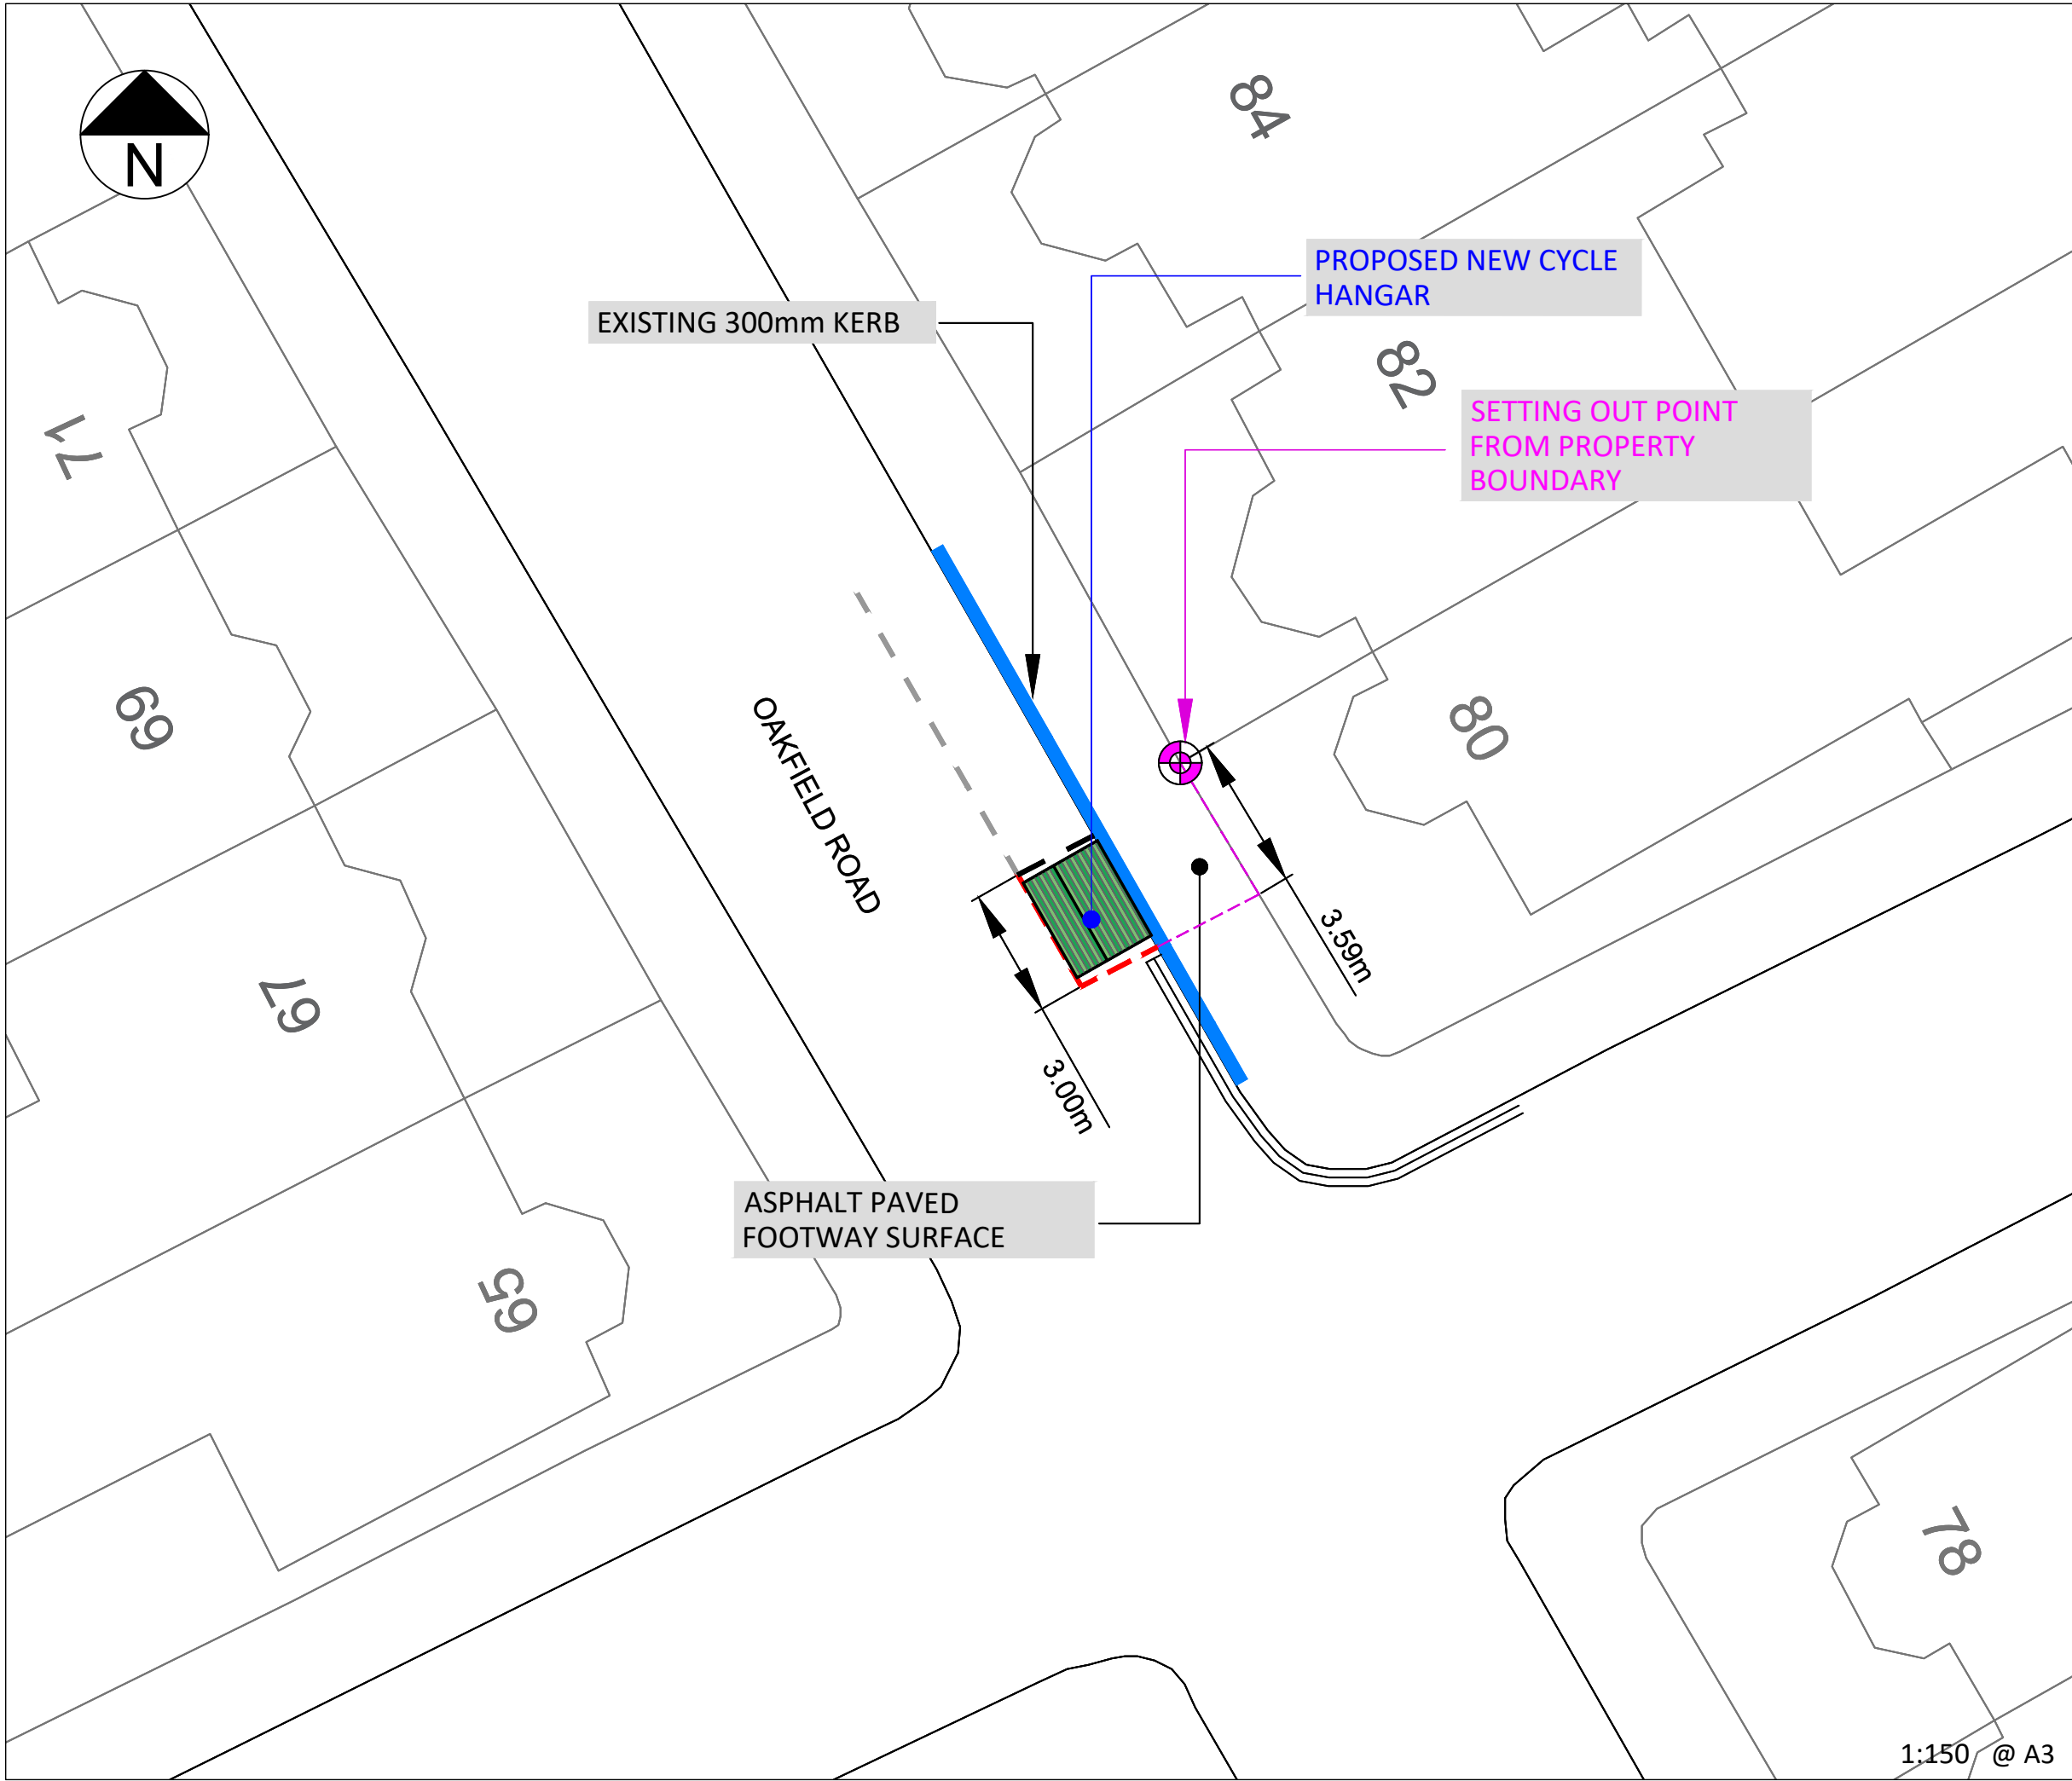 N
84
PROPOSED NEW CYCLE
HANGAR
EXISTING 300mm KERB
82
SETTING OUT POINT
FROM PROPERTY
BOUNDARY
71
69
OAKFIELD ROAD
80
3.59m
67
3.00m
ASPHALT PAVED
FOOTWAY SURFACE
65
78
1:150 @ A3